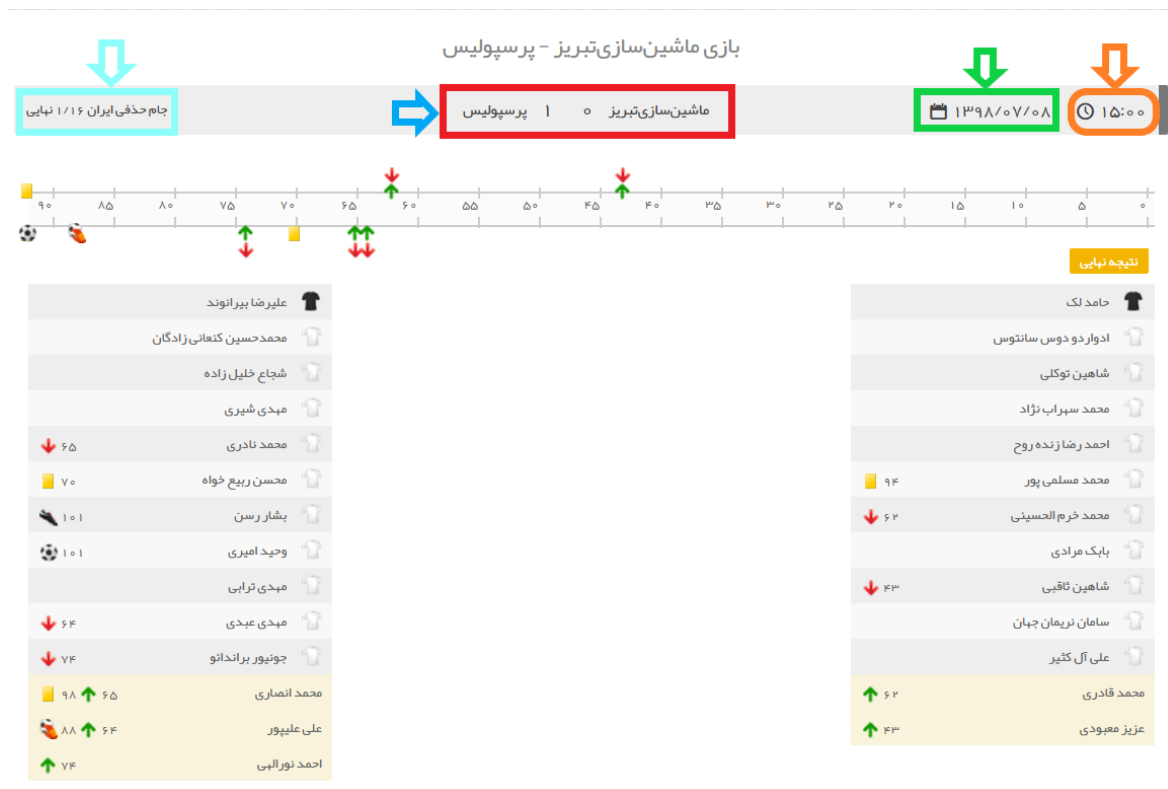 بازی ماشین‌سازی‌تبریز - پرسپولیس
۱۵:۰۰ ۱۳۹۸/۰۷/۰۸ ماشین‌سازی‌تبریز ۰ ۱ پرسپولیس جام حذفی ایران ۱/۱۶ نهایی
۰ ۵ ۱۰ ۱۵ ۲۰ ۲۵ ۳۰ ۳۵ ۴۰ ۴۵ ۵۰ ۵۵ ۶۰ ۶۵ ۷۰ ۷۵ ۸۰ ۸۵ ۹۰
نتیجه نهایی
حامد لک
ادواردو دوس سانتوس
شاهین توکلی
محمد سهراب نژاد
احمد رضا زنده روح
محمد مسلمی پور ۹۴
محمد خرم الحسینی ۶۲
بابک مرادی
شاهین ثاقبی ۴۳
سامان نریمان جهان
علی آل کثیر
محمد قادری ۶۲
عزیز معبودی ۴۳
علیرضا بیرانوند
محمدحسین کنعانی زادگان
شجاع خلیل زاده
مهدی شیری
محمد نادری ۶۵
محسن ربیع خواه ۷۰
بشار رسن ۱۰۱
وحید امیری ۱۰۱
مهدی ترابی
مهدی عبدی ۶۴
جونیور براندائو ۷۴
محمد انصاری ۶۵ ۹۸
علی علیپور ۶۴ ۸۸
احمد نورالهی ۷۴